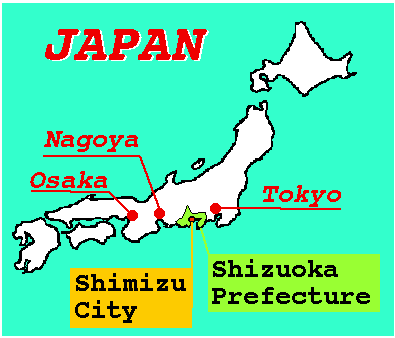 JAPAN
Nagoya
Osaka
Tokyo
Shimizu
City
Shizuoka
Prefecture